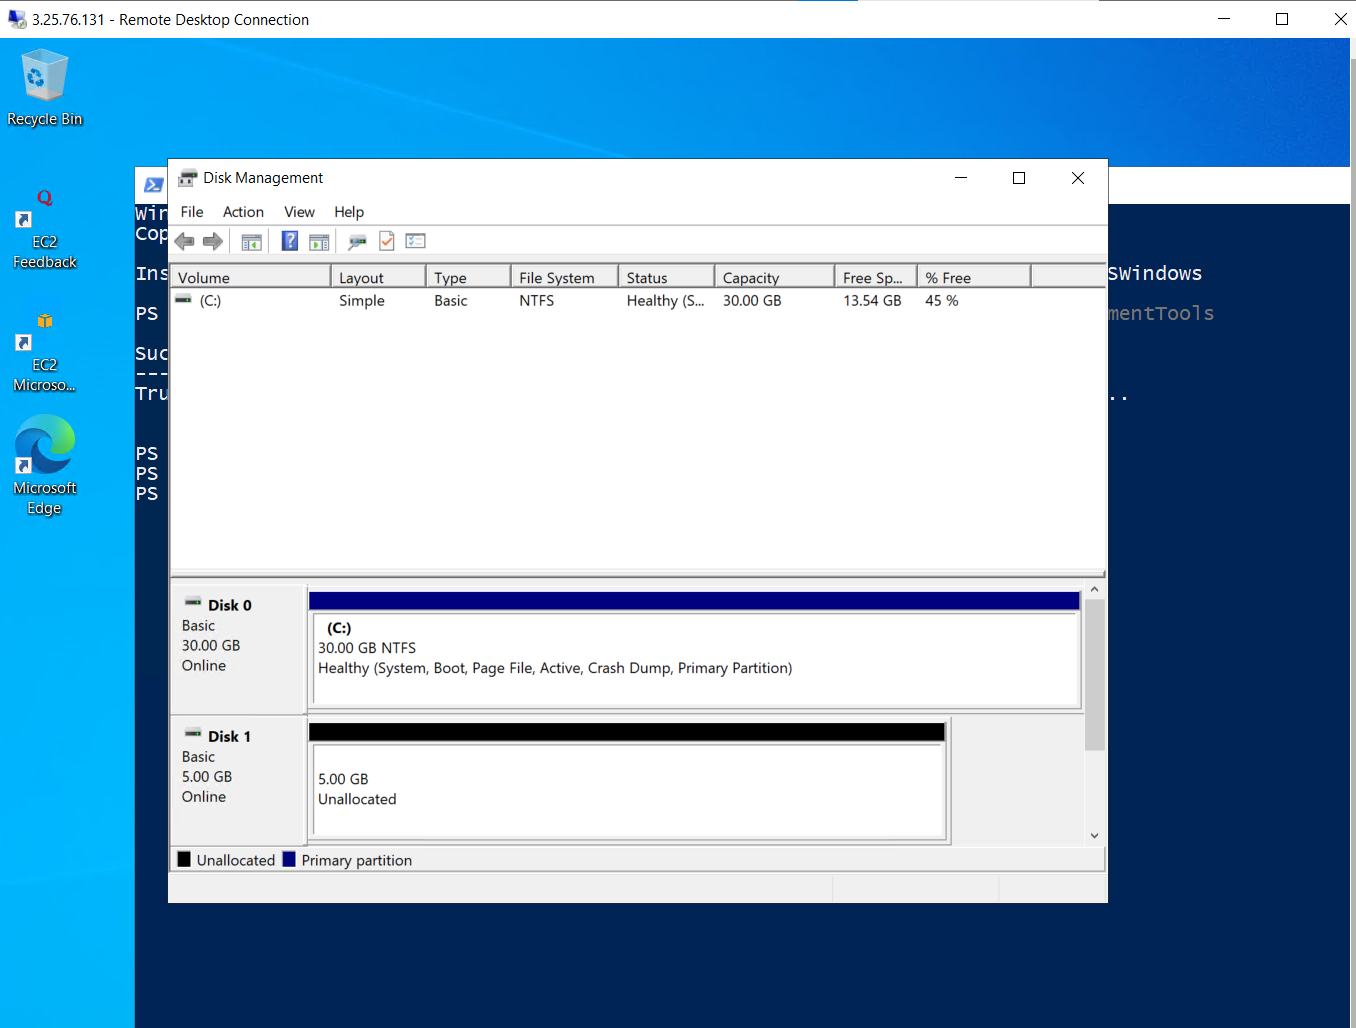 3.25.76.131 - Remote Desktop Connection
Recycle Bin
EC2
Feedback
EC2
Microso...
Microsoft
Edge
Disk Management
File Action View Help
Volume Layout Type File System Status Capacity Free Sp... % Free
(C:) Simple Basic NTFS Healthy (S... 30.00 GB 13.54 GB 45 %
Disk 0
Basic
30.00 GB
Online
(C:)
30.00 GB NTFS
Healthy (System, Boot, Page File, Active, Crash Dump, Primary Partition)
Disk 1
Basic
5.00 GB
Online
5.00 GB
Unallocated
Unallocated Primary partition
Win
Cop
Ins SWindows
PS mentTools
Suc
---
Tru ..
PS
PS
PS